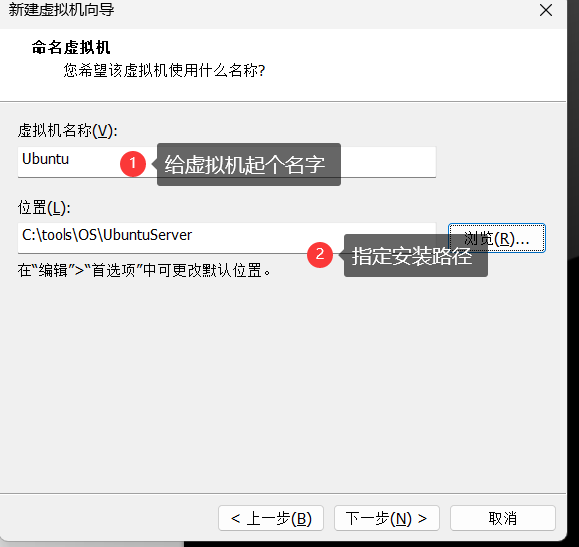 新建虚拟机向导
命名虚拟机
您希望该虚拟机使用什么名称?
虚拟机名称(V):
Ubuntu
1 给虚拟机起个名字
位置(L):
C:\tools\OS\UbuntuServer
浏览(R)...
2 指定安装路径
在“编辑”>“首选项”中可更改默认位置。
< 上一步(B) 下一步(N) > 取消